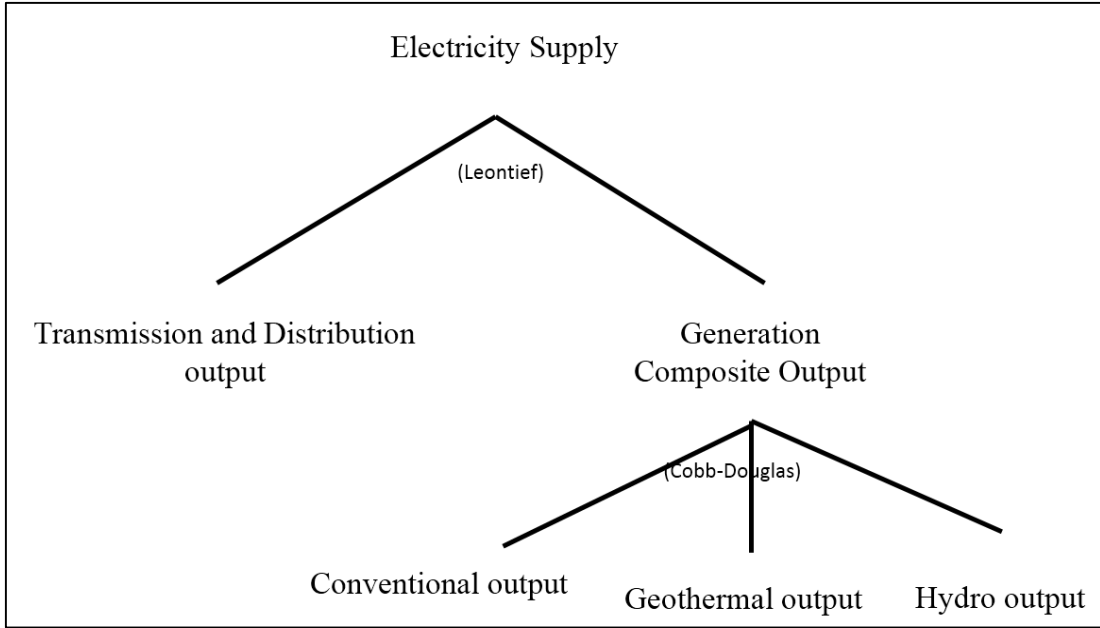 Electricity Supply
(Leontief)
Transmission and Distribution
output
Generation
Composite Output
(Cobb-Douglas)
Conventional output
Geothermal output
Hydro output